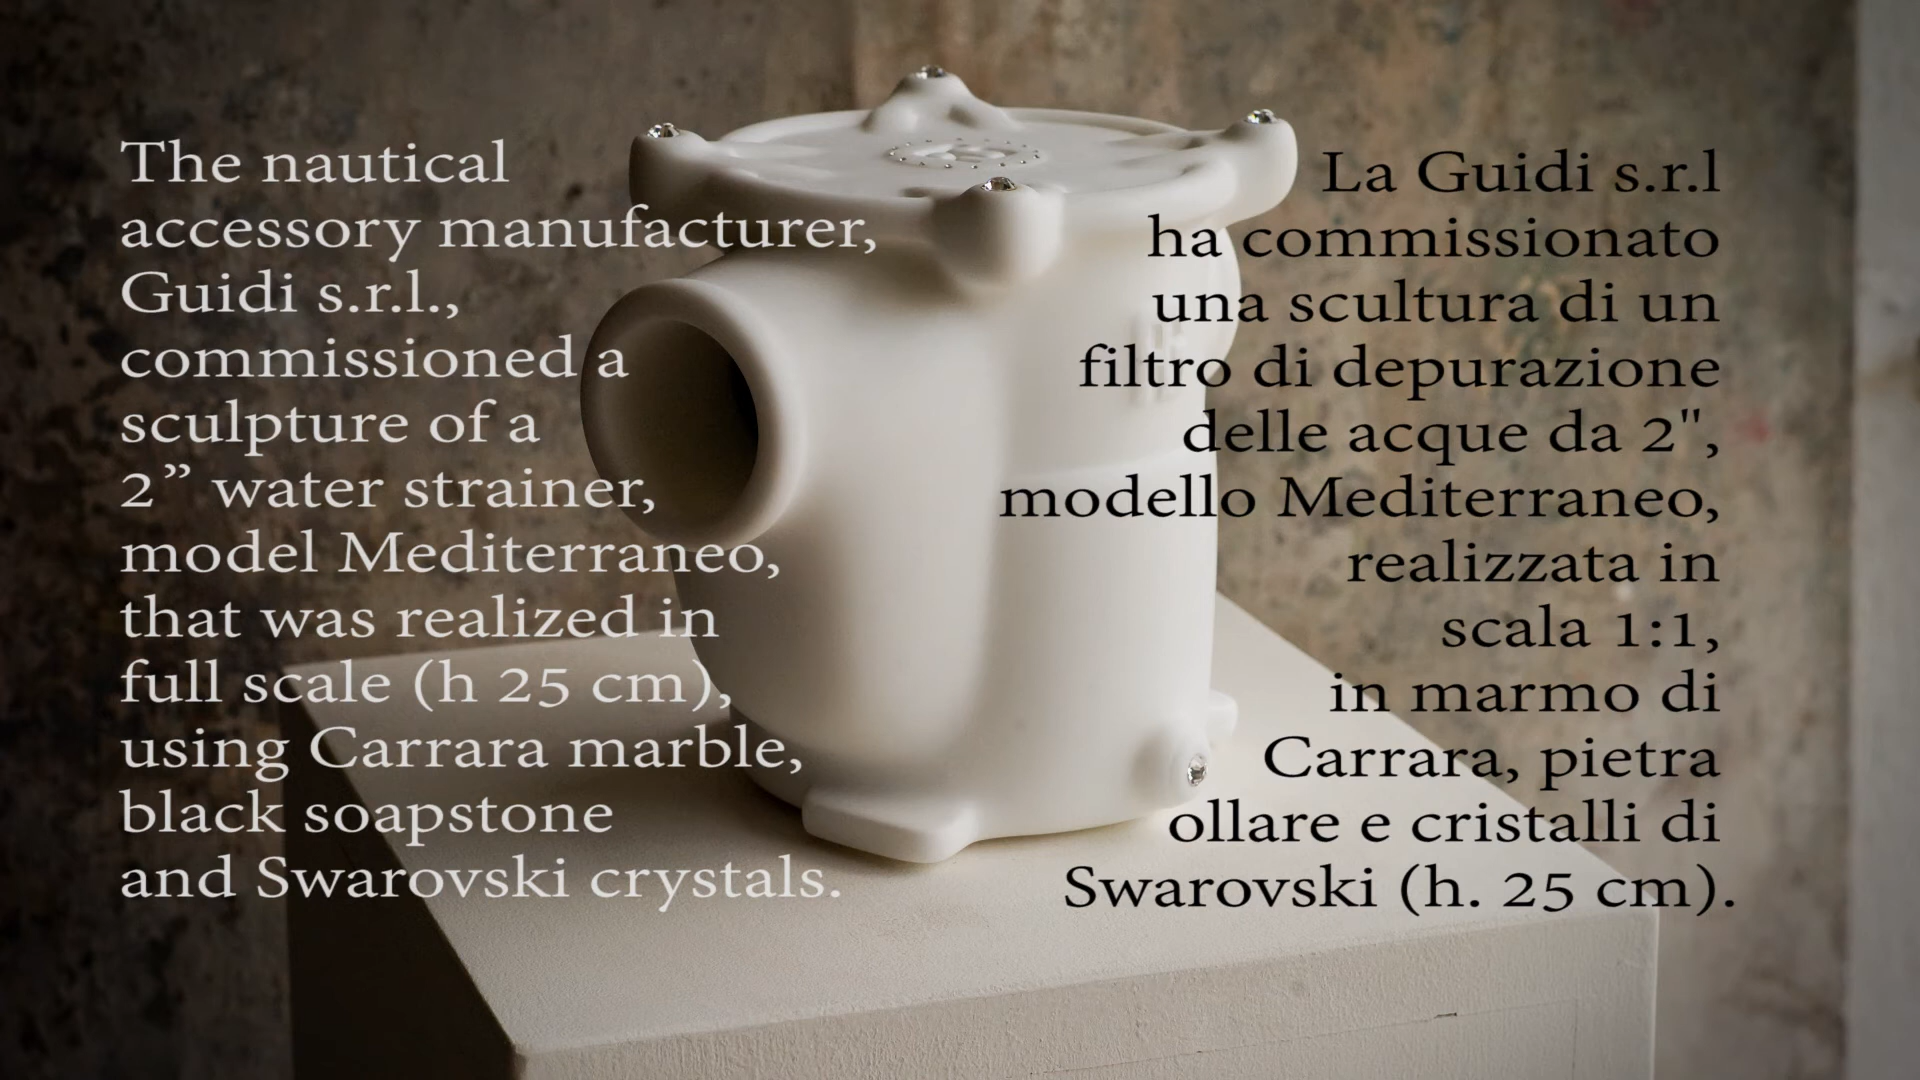 The nautical
accessory manufacturer,
Guidi s.r.l.,
commissioned a
sculpture of a
2” water strainer,
model Mediterraneo,
that was realized in
full scale (h 25 cm),
using Carrara marble,
black soapstone
and Swarovski crystals.
La Guidi s.r.l
ha commissionato
una scultura di un
filtro di depurazione
delle acque da 2",
modello Mediterraneo,
realizzata in
scala 1:1,
in marmo di
Carrara, pietra
ollare e cristalli di
Swarovski (h. 25 cm).